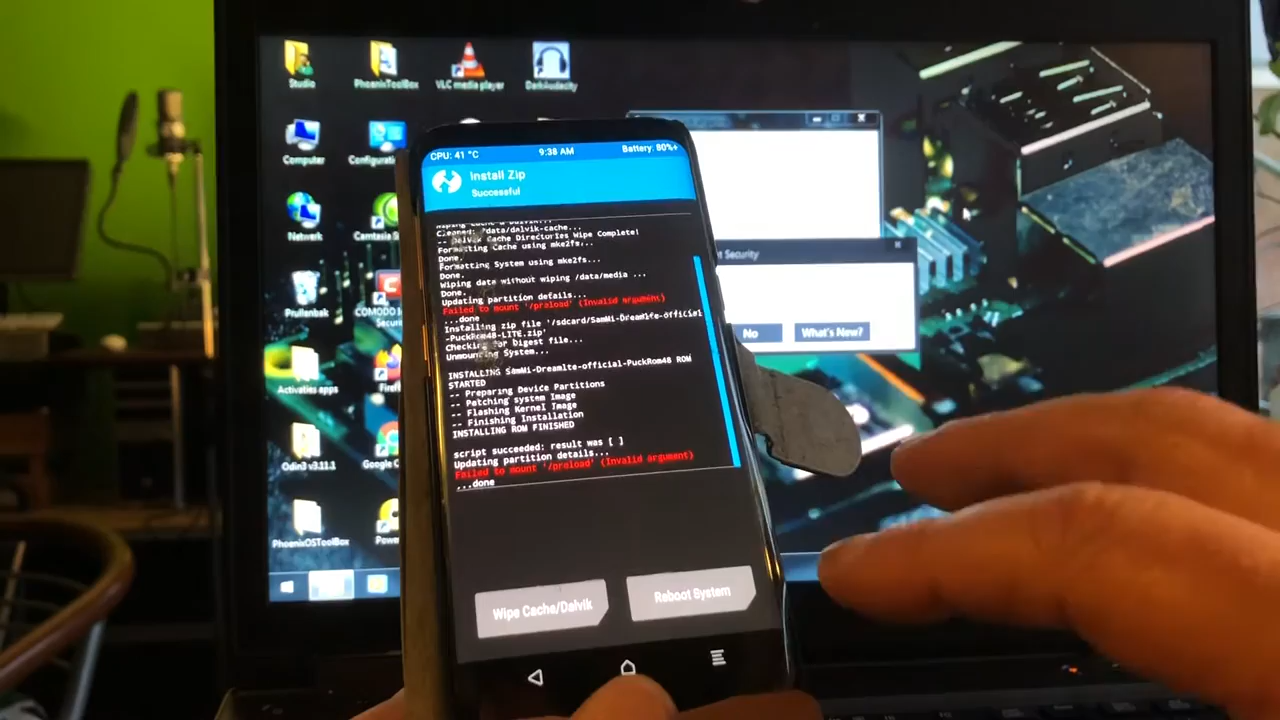 Studio
PhoenixToolBox
VLC media player
DarkAudacity
Computer
Network
Camtasia
Prullenbak
COMODO
Activaties apps
Odin3 v3.11.1
Google
PhoenixOSToolBox
Security
No
What's New?
CPU: 41 °C
9:38 AM
Battery: 80%+
Install Zip
Successful
-- Dalvik Cache Directories Wipe Complete!
Formatting Cache using mke2fs...
Done.
Formatting System using mke2fs...
Done.
Wiping data without wiping /data/media ...
Done.
Updating partition details...
Failed to mount '/preload' (Invalid argument)
...done
Installing zip file '/sdcard/SamMi-Dreamlte-official
-PuckRom48-LITE.zip'
Checking for Digest file...
Unmounting System...
INSTALLING SamMi-Dreamlte-official-PuckRom48 ROM
STARTED
-- Preparing Device Partitions
-- Patching system Image
-- Flashing Kernel Image
-- Finishing Installation
INSTALLING ROM FINISHED
script succeeded: result was [ ]
Updating partition details...
Failed to mount '/preload' (Invalid argument)
...done
Wipe Cache/Dalvik
Reboot System